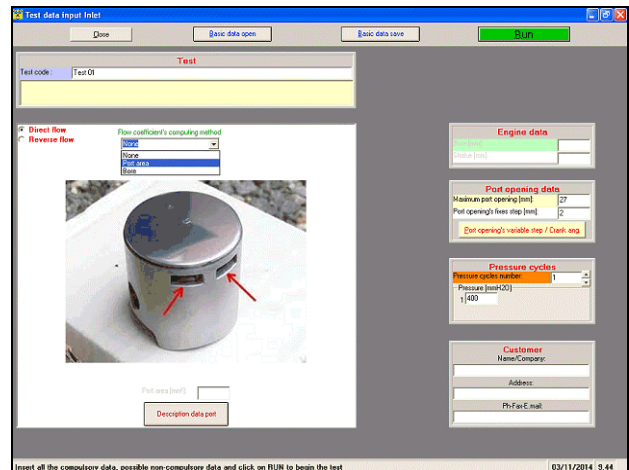 Test data input Inlet
Close
Basic data open
Basic data save
Run
Test
Test code:
Test 01
Direct flow
Reverse flow
Flow coefficient's computing method
None
None
Port area
Bore
Port area [mm²]
Description data port
Engine data
Bore [mm]
Stroke [mm]
Port opening data
Maximum port opening [mm]: 27
Port opening's fixes step [mm]: 2
Port opening's variable step / Crank ang.
Pressure cycles
Pressure cycles number: 1
Pressure [mmH2O]
1 400
Customer
Name/Company:
Address:
Ph-Fax-E.mail:
Insert all the compulsory data, possible non-compulsory data and click on RUN to begin the test
03/11/2014 9.44